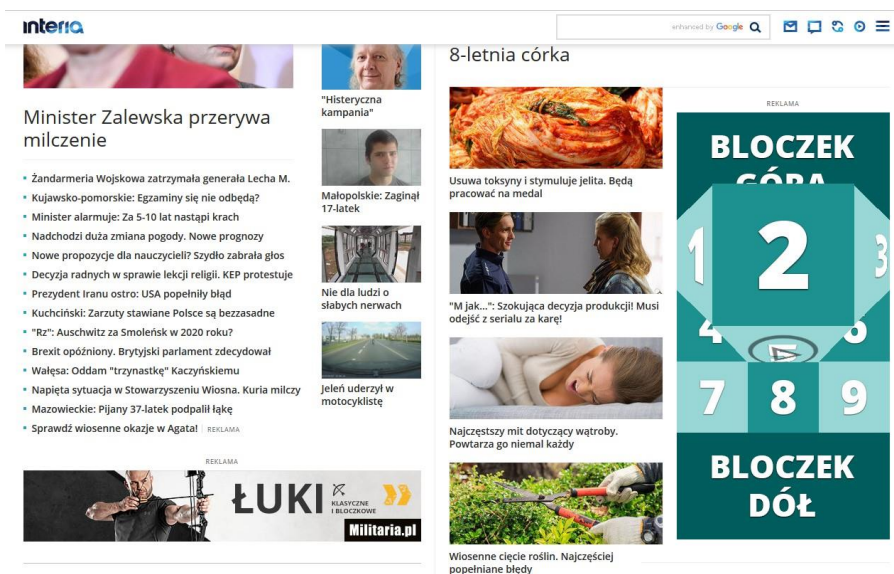 interia
enhanced by Google
8-letnia córka
Minister Zalewska przerywa
milczenie
Żandarmeria Wojskowa zatrzymała generała Lecha M.
Kujawsko-pomorskie: Egzaminy się nie odbędą?
Minister alarmuje: Za 5-10 lat nastąpi krach
Nadchodzi duża zmiana pogody. Nowe prognozy
Nowe propozycje dla nauczycieli? Szydło zabrała głos
Decyzja radnych w sprawie lekcji religii. KEP protestuje
Prezydent Iranu ostro: USA popełniły błąd
Kuchciński: Zarzuty stawiane Polsce są bezzasadne
"Rz": Auschwitz za Smoleńsk w 2020 roku?
Brexit opóźniony. Brytyjski parlament zdecydował
Wałęsa: Oddam "trzynastkę" Kaczyńskiemu
Napięta sytuacja w Stowarzyszeniu Wiosna. Kuria milczy
Mazowieckie: Pijany 37-latek podpalił łąkę
Sprawdź wiosenne okazje w Agata! | REKLAMA
REKLAMA
ŁUKI
KLASYCZNE
I BLOCZKOWE
Militaria.pl
"Histeryczna
kampania"
Małopolskie: Zaginął
17-latek
Nie dla ludzi o
słabych nerwach
Jeleń uderzył w
motocyklistę
Usuwa toksyny i stymuluje jelita. Będą
pracować na medal
"M jak...": Szokująca decyzja produkcji! Musi
odejść z serialu za karę!
Najczęstszy mit dotyczący wątroby.
Powtarza go niemal każdy
Wiosenne cięcie roślin. Najczęściej
popełniane błędy
REKLAMA
BLOCZEK
GÓRA
1 2 3
4 6
7 8 9
BLOCZEK
DÓŁ